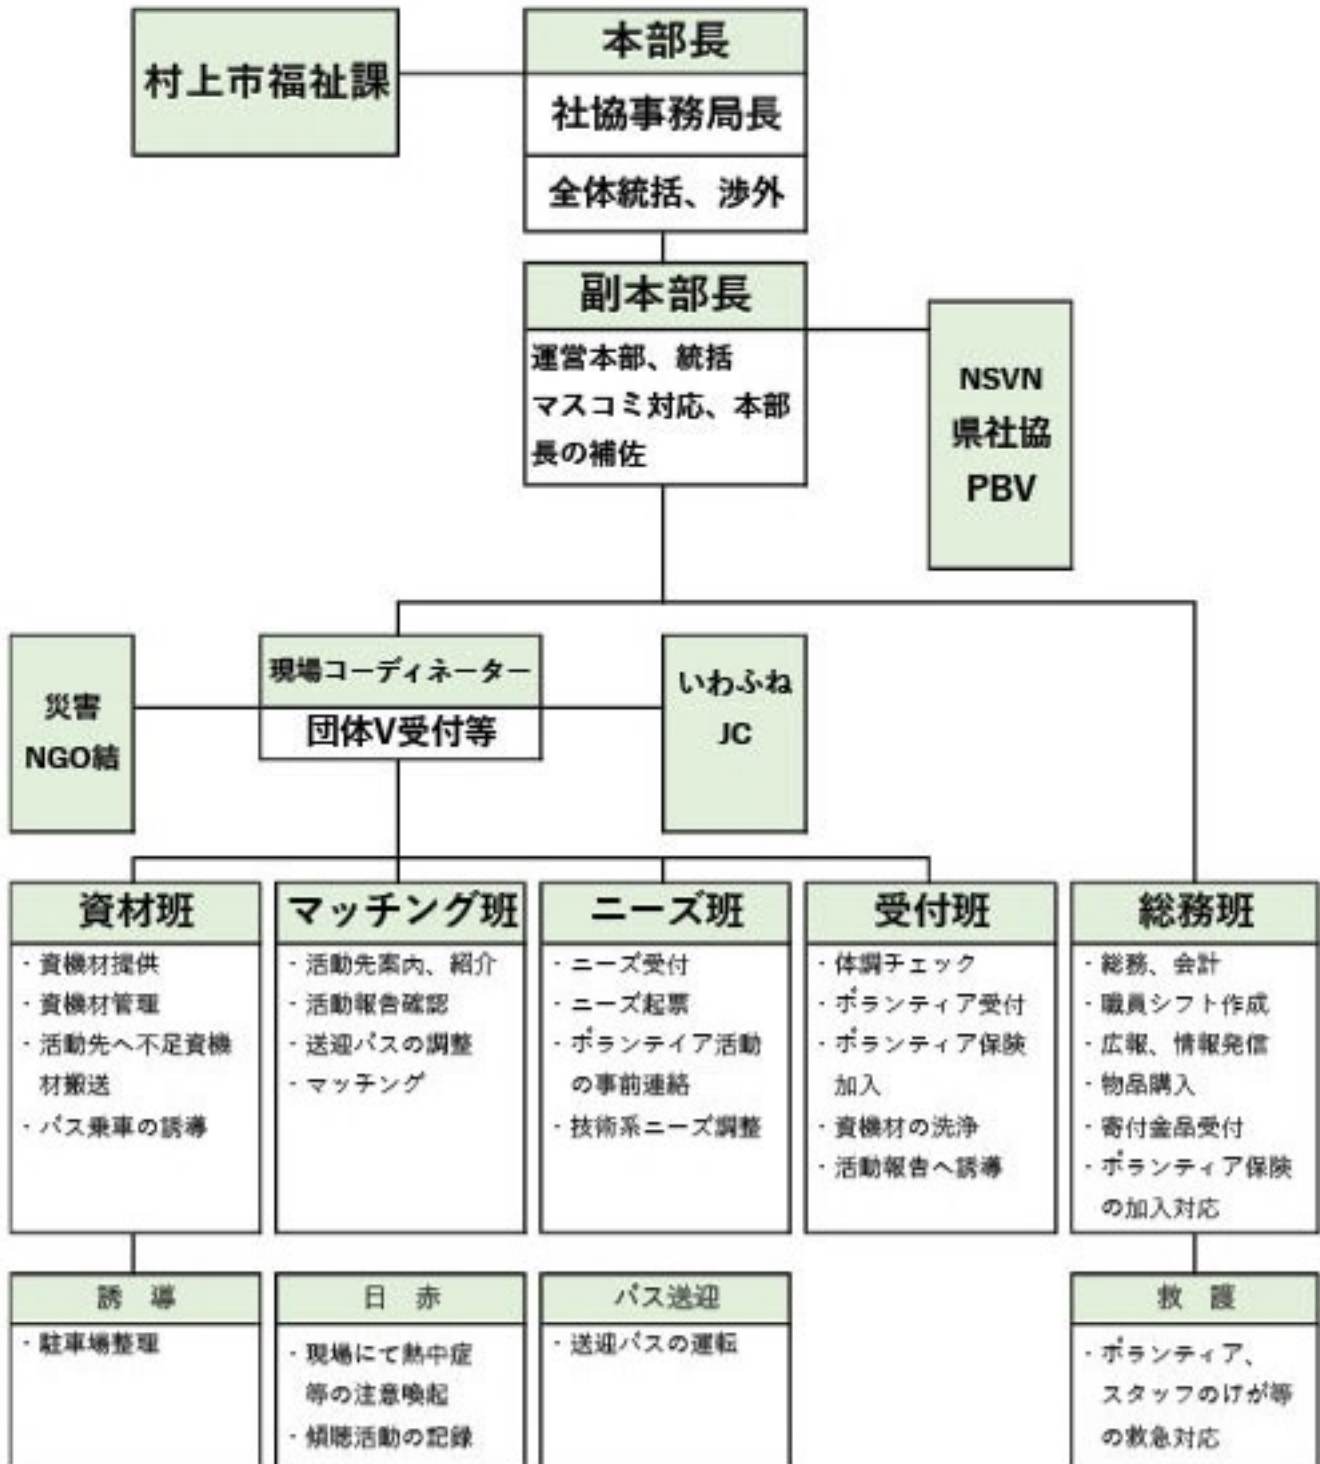 村上市福祉課
本部長
社協事務局長
全体統括、渉外
副本部長
運営本部、統括
マスコミ対応、本部
長の補佐
NSVN
県社協
PBV
災害
NGO結
現場コーディネーター
団体V受付等
いわふね
JC
資材班
・資機材提供
・資機材管理
・活動先へ不足資機
材搬送
・バス乗車の誘導
マッチング班
・活動先案内、紹介
・活動報告確認
・送迎バスの調整
・マッチング
ニーズ班
・ニーズ受付
・ニーズ起票
・ボランテイア活動
の事前連絡
・技術系ニーズ調整
受付班
・体調チェック
・ボランティア受付
・ボランティア保険
加入
・資機材の洗浄
・活動報告へ誘導
総務班
・総務、会計
・職員シフト作成
・広報、情報発信
・物品購入
・寄付金品受付
・ボランティア保険
の加入対応
誘　導
・駐車場整理
日　赤
・現場にて熱中症
等の注意喚起
・傾聴活動の記録
バス送迎
・送迎バスの運転
救　護
・ボランティア、
スタッフのけが等
の救急対応